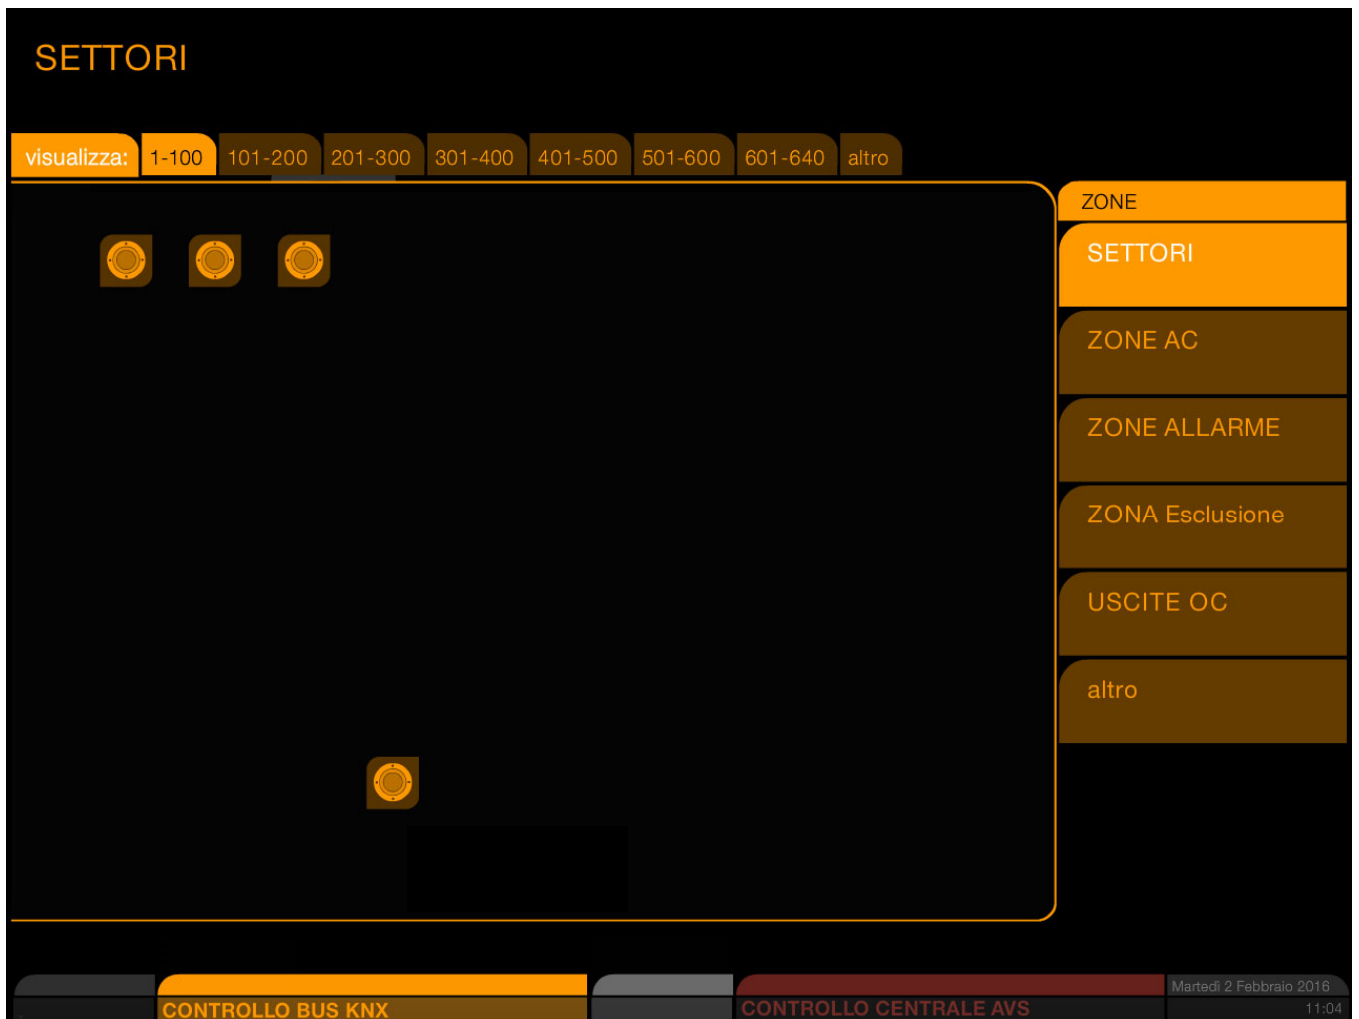 SETTORI
visualizza: 1-100 101-200 201-300 301-400 401-500 501-600 601-640 altro
ZONE
SETTORI
ZONE AC
ZONE ALLARME
ZONA Esclusione
USCITE OC
altro
Martedì 2 Febbraio 2016
CONTROLLO BUS KNX CONTROLLO CENTRALE AVS 11:04